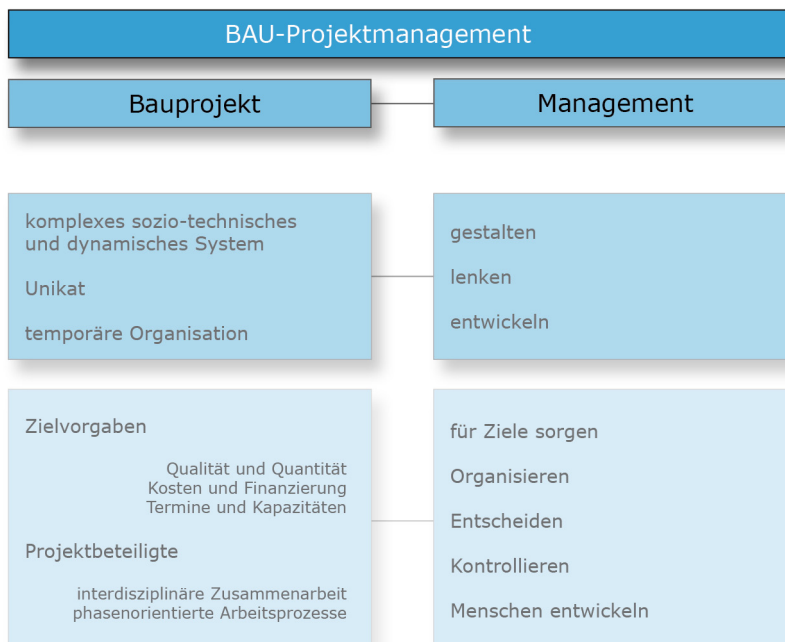 BAU-Projektmanagement
Bauprojekt
Management
komplexes sozio-technisches
und dynamisches System
Unikat
temporäre Organisation
gestalten
lenken
entwickeln
Zielvorgaben
Qualität und Quantität
Kosten und Finanzierung
Termine und Kapazitäten
Projektbeteiligte
interdisziplinäre Zusammenarbeit
phasenorientierte Arbeitsprozesse
für Ziele sorgen
Organisieren
Entscheiden
Kontrollieren
Menschen entwickeln